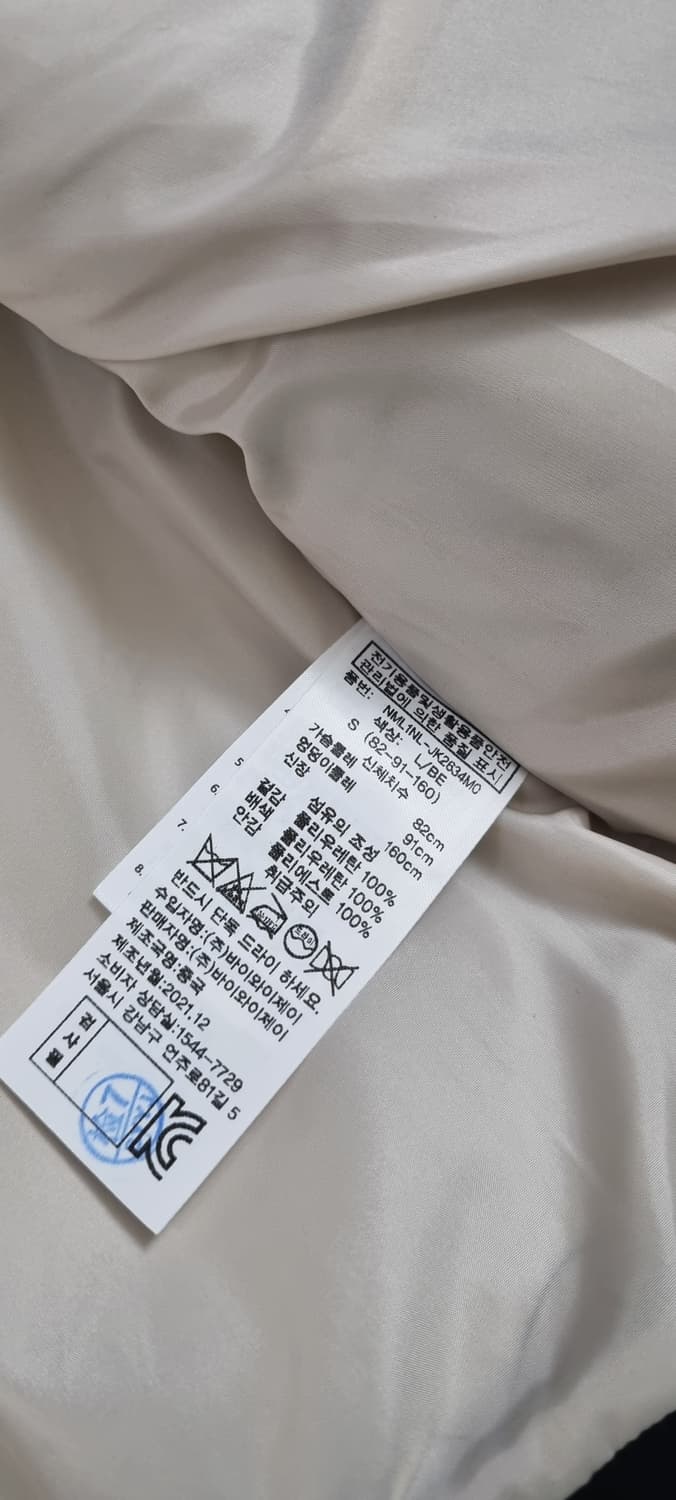 전기용품및생활용품안전
관리법에 의한 품질 표시
품번: NML1NL-JK2634M0
색상: L/BE
S (82-91-160)
신체치수
가슴둘레 82cm
엉덩이둘레 91cm
신장 160cm
섬유의 조성
겉감 폴리우레탄 100%
배색 폴리우레탄 100%
안감 폴리에스토 100%
취급주의
드라이
반드시 단독 드라이 하세요.
수입자명:(주)바이와이제이
판매자명:(주)바이와이제이
제조국명:중국
제조년월:2021.12
소비자 상담실:1544-7729
서울시 강남구 언주로81길 5
검사필
5
6.
7.
8.